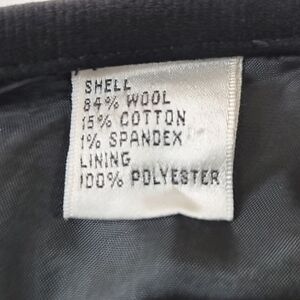 SHELL
84% WOOL
15% COTTON
1% SPANDEX
LINING
100% POLYESTER